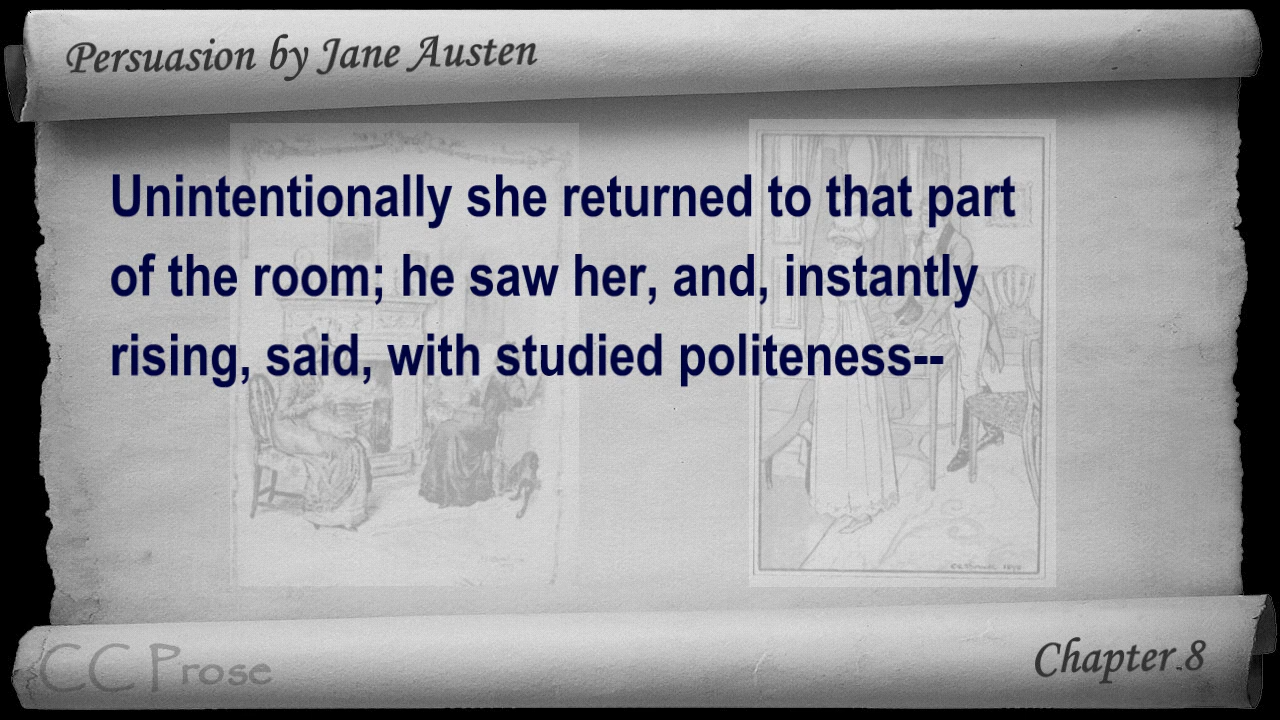 Persuasion by Jane Austen
Unintentionally she returned to that part
of the room; he saw her, and, instantly
rising, said, with studied politeness--
CC Prose
Chapter 8